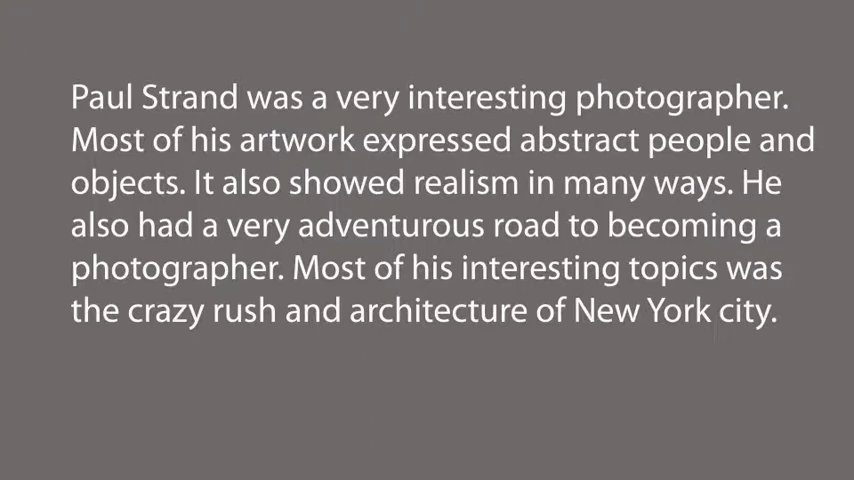 Paul Strand was a very interesting photographer.
Most of his artwork expressed abstract people and
objects. It also showed realism in many ways. He
also had a very adventurous road to becoming a
photographer. Most of his interesting topics was
the crazy rush and architecture of New York city.